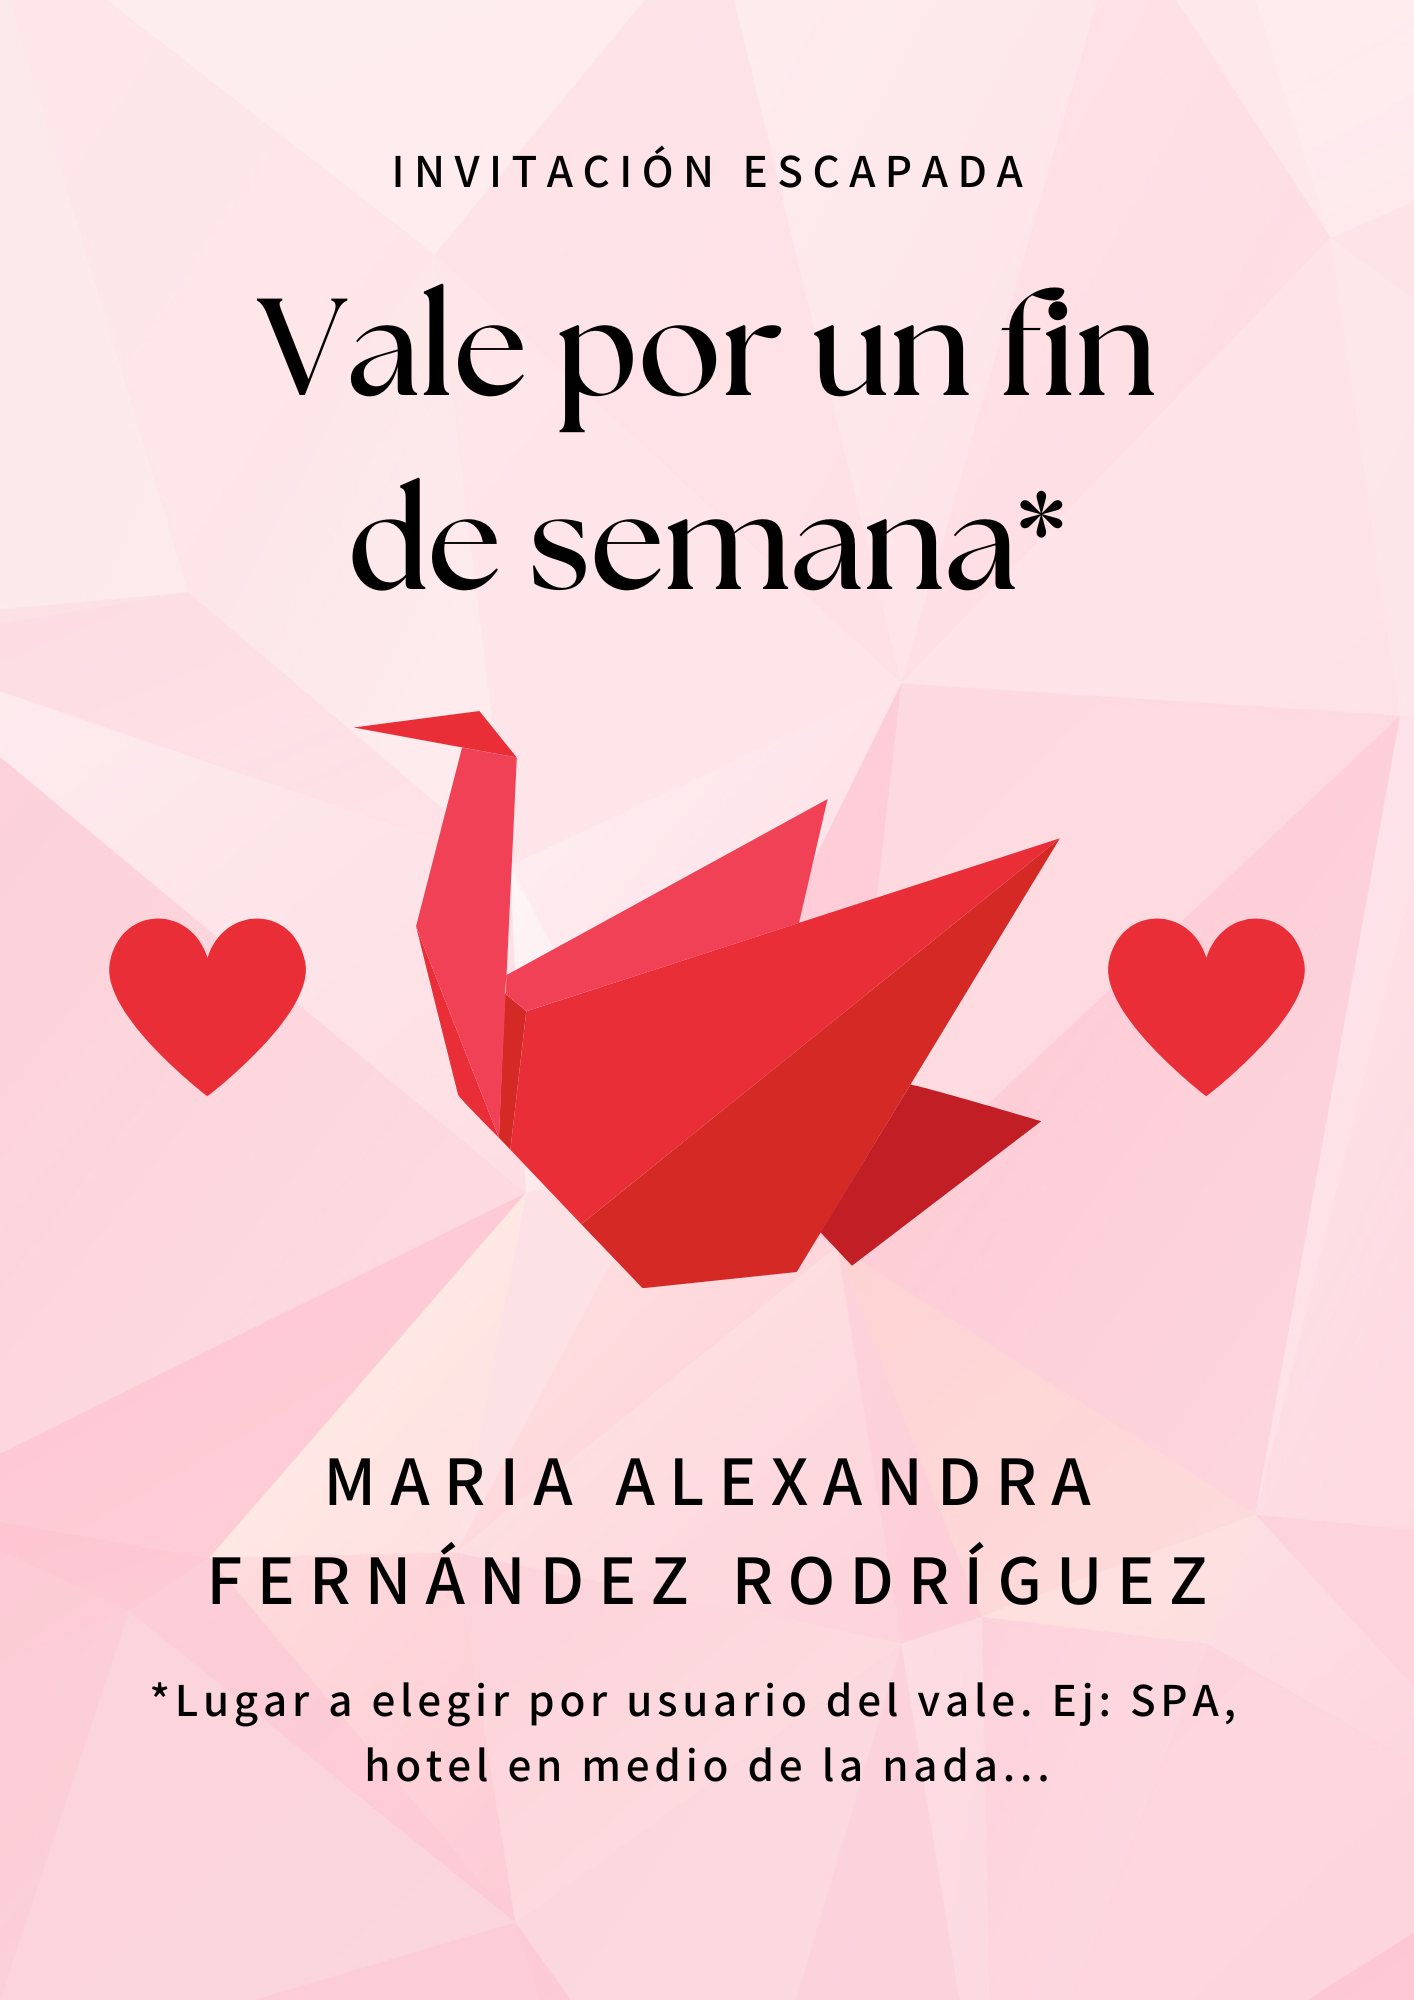 INVITACIÓN ESCAPADA
Vale por un fin
de semana*
MARIA ALEXANDRA
FERNÁNDEZ RODRÍGUEZ
*Lugar a elegir por usuario del vale. Ej: SPA,
hotel en medio de la nada...